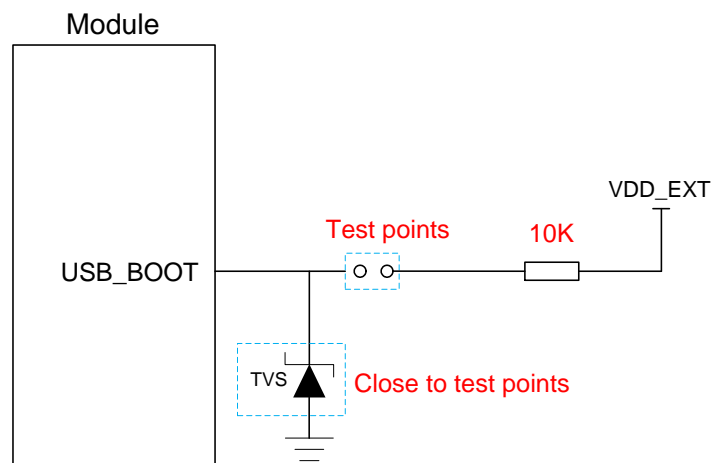 Module
VDD_EXT
Test points
10K
USB_BOOT
TVS
Close to test points